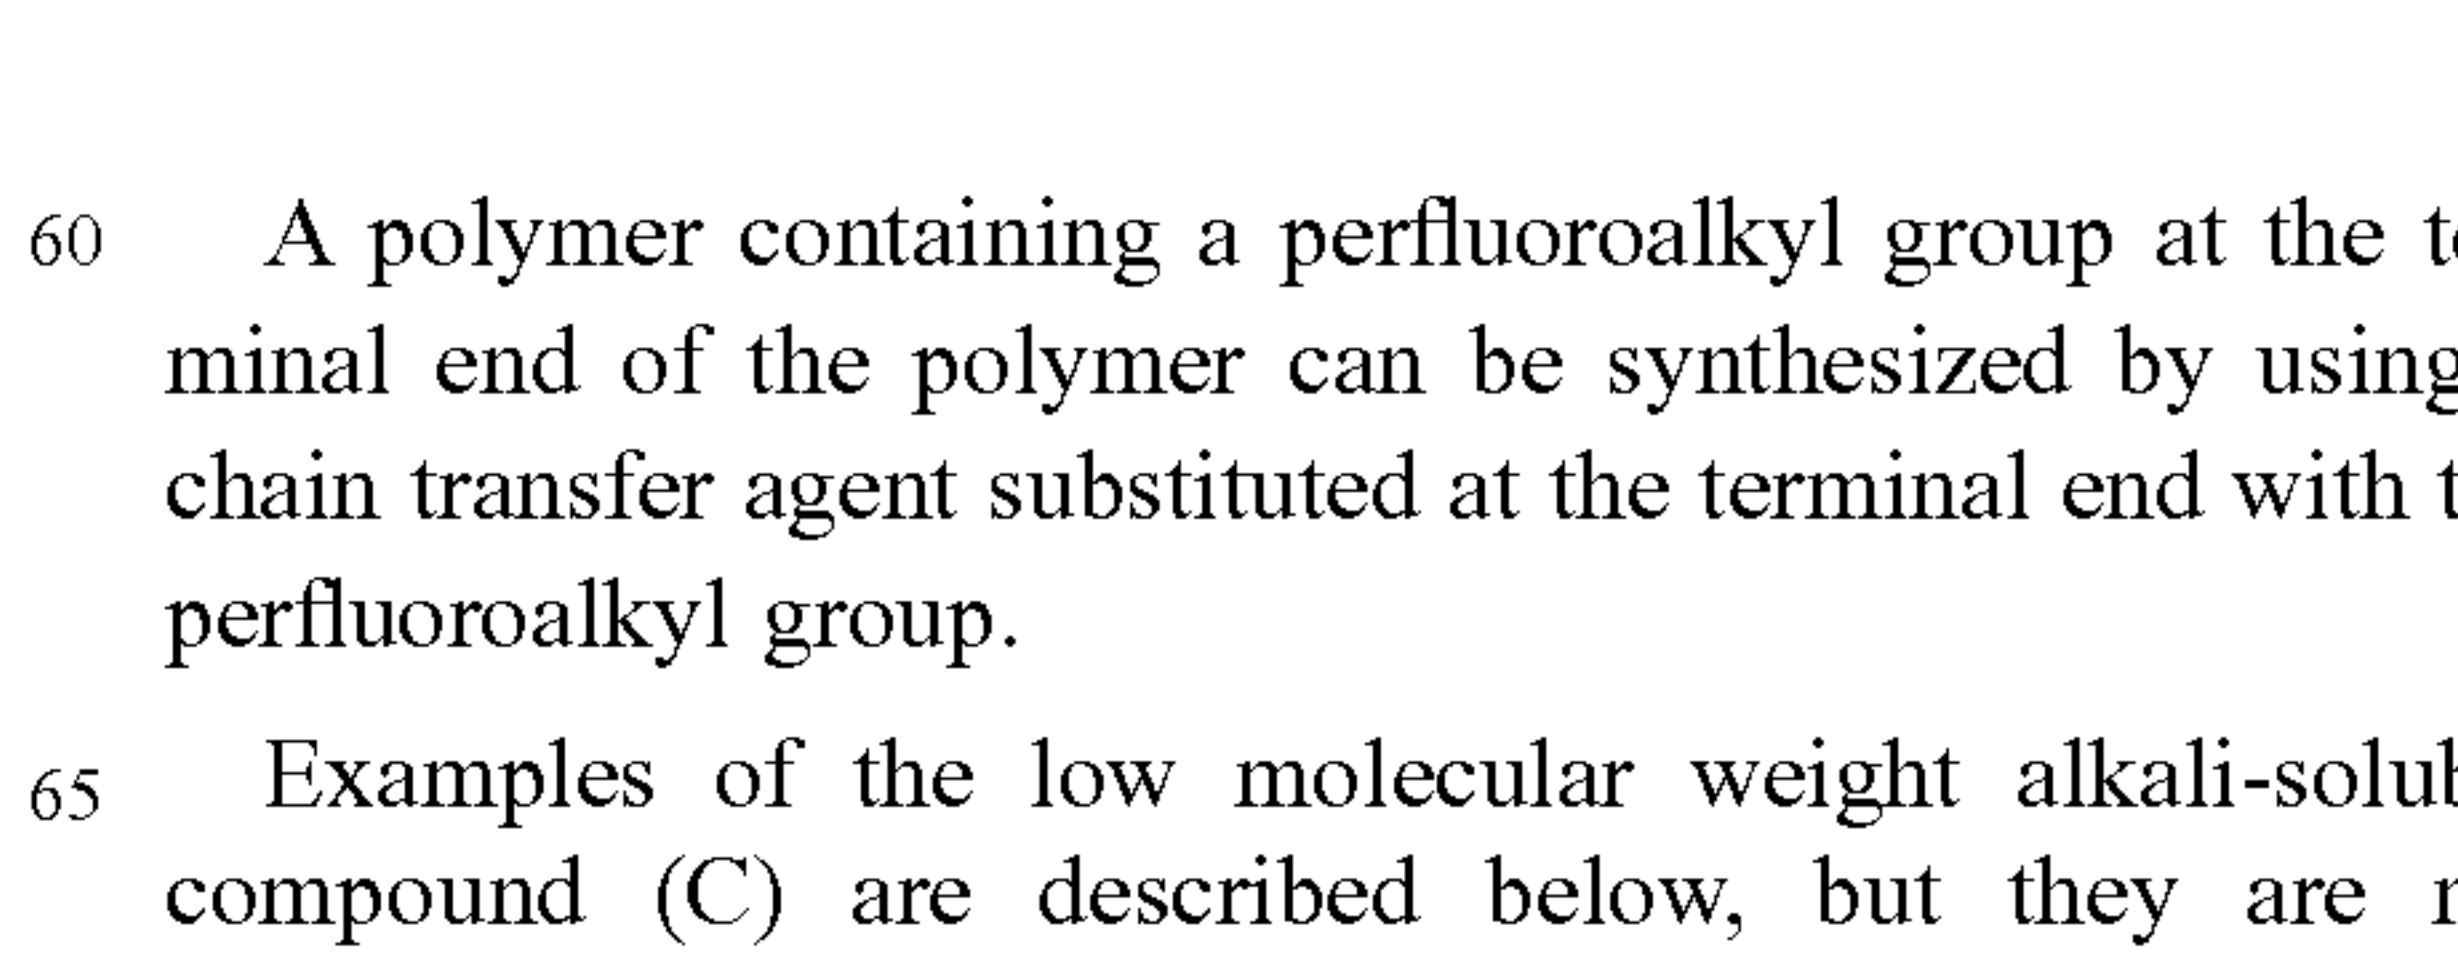 60 A polymer containing a perfluoroalkyl group at the
minal end of the polymer can be synthesized by using
chain transfer agent substituted at the terminal end with
perfluoroalkyl group.
65 Examples of the low molecular weight
compound (C) are described below, but they are